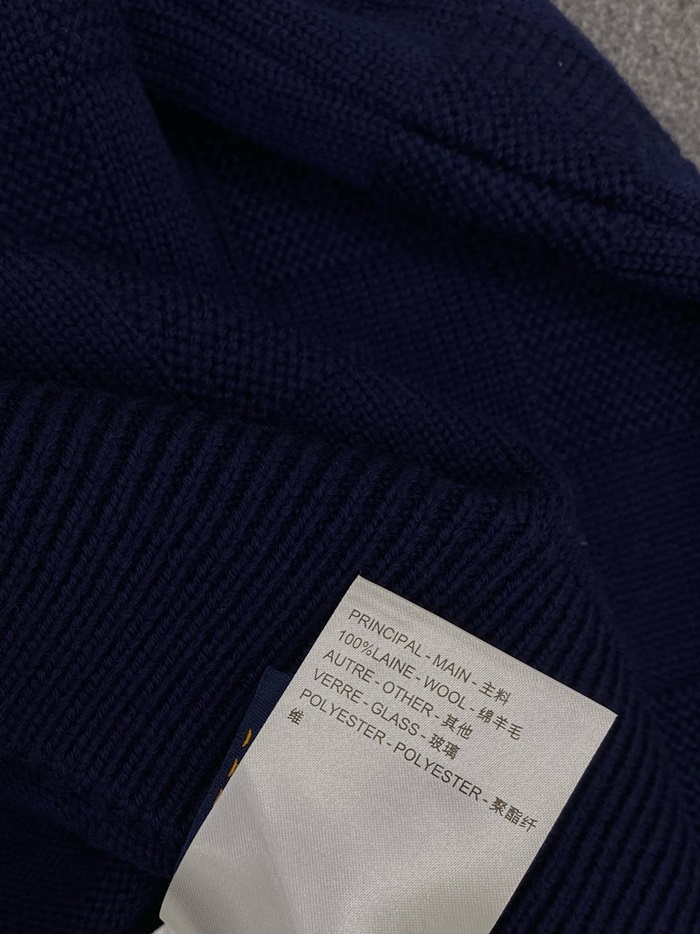 PRINCIPAL - MAIN - 主料
100%LAINE - WOOL - 绵羊毛
AUTRE - OTHER - 其他
VERRE - GLASS - 玻璃
POLYESTER - POLYESTER - 聚酯纤
维